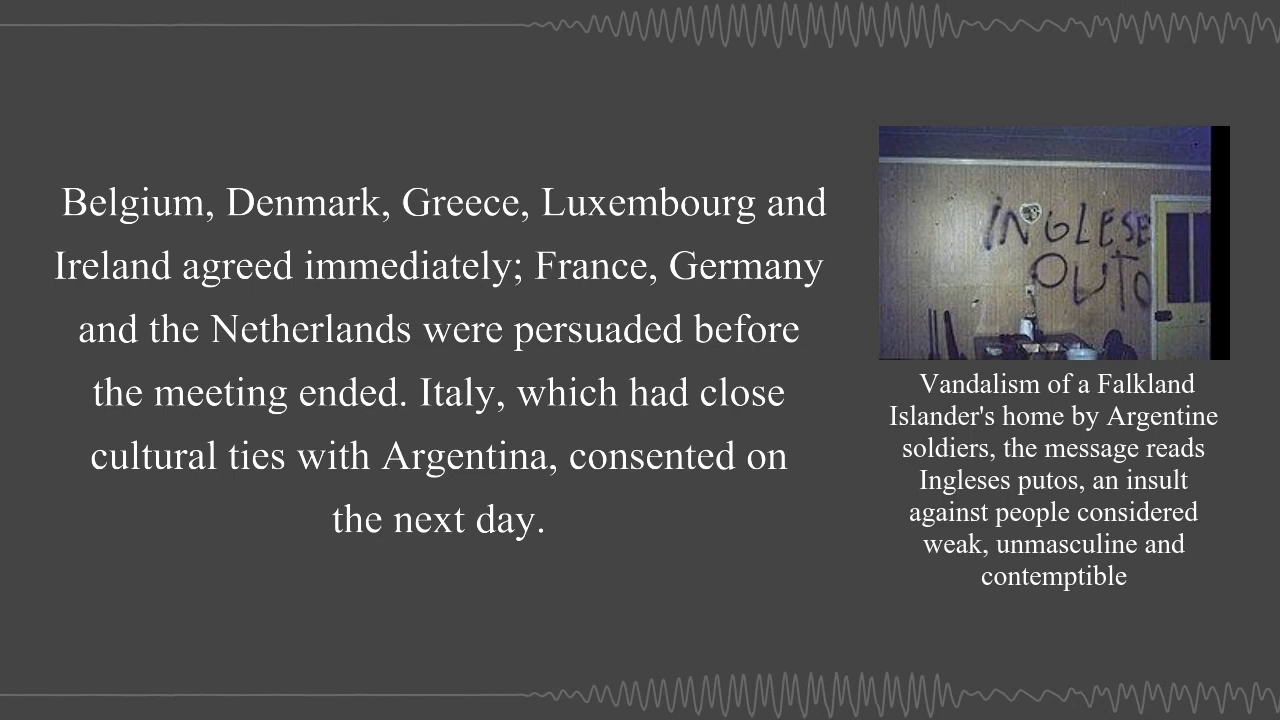 Belgium, Denmark, Greece, Luxembourg and
Ireland agreed immediately; France, Germany
and the Netherlands were persuaded before
the meeting ended. Italy, which had close
cultural ties with Argentina, consented on
the next day.
INGLESE
OUTO
Vandalism of a Falkland
Islander's home by Argentine
soldiers, the message reads
Ingleses putos, an insult
against people considered
weak, unmasculine and
contemptible